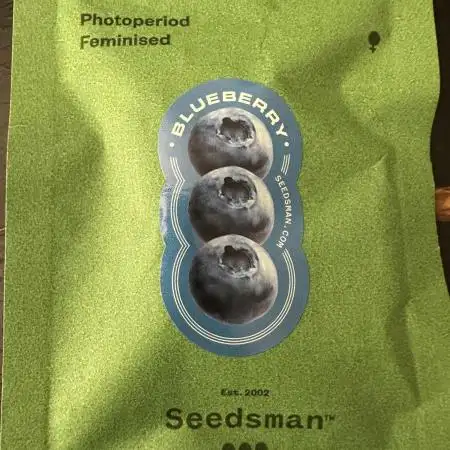 Photoperiod
Feminised
• BLUEBERRY •
SEEDSMAN.COM
Est. 2002
Seedsman™